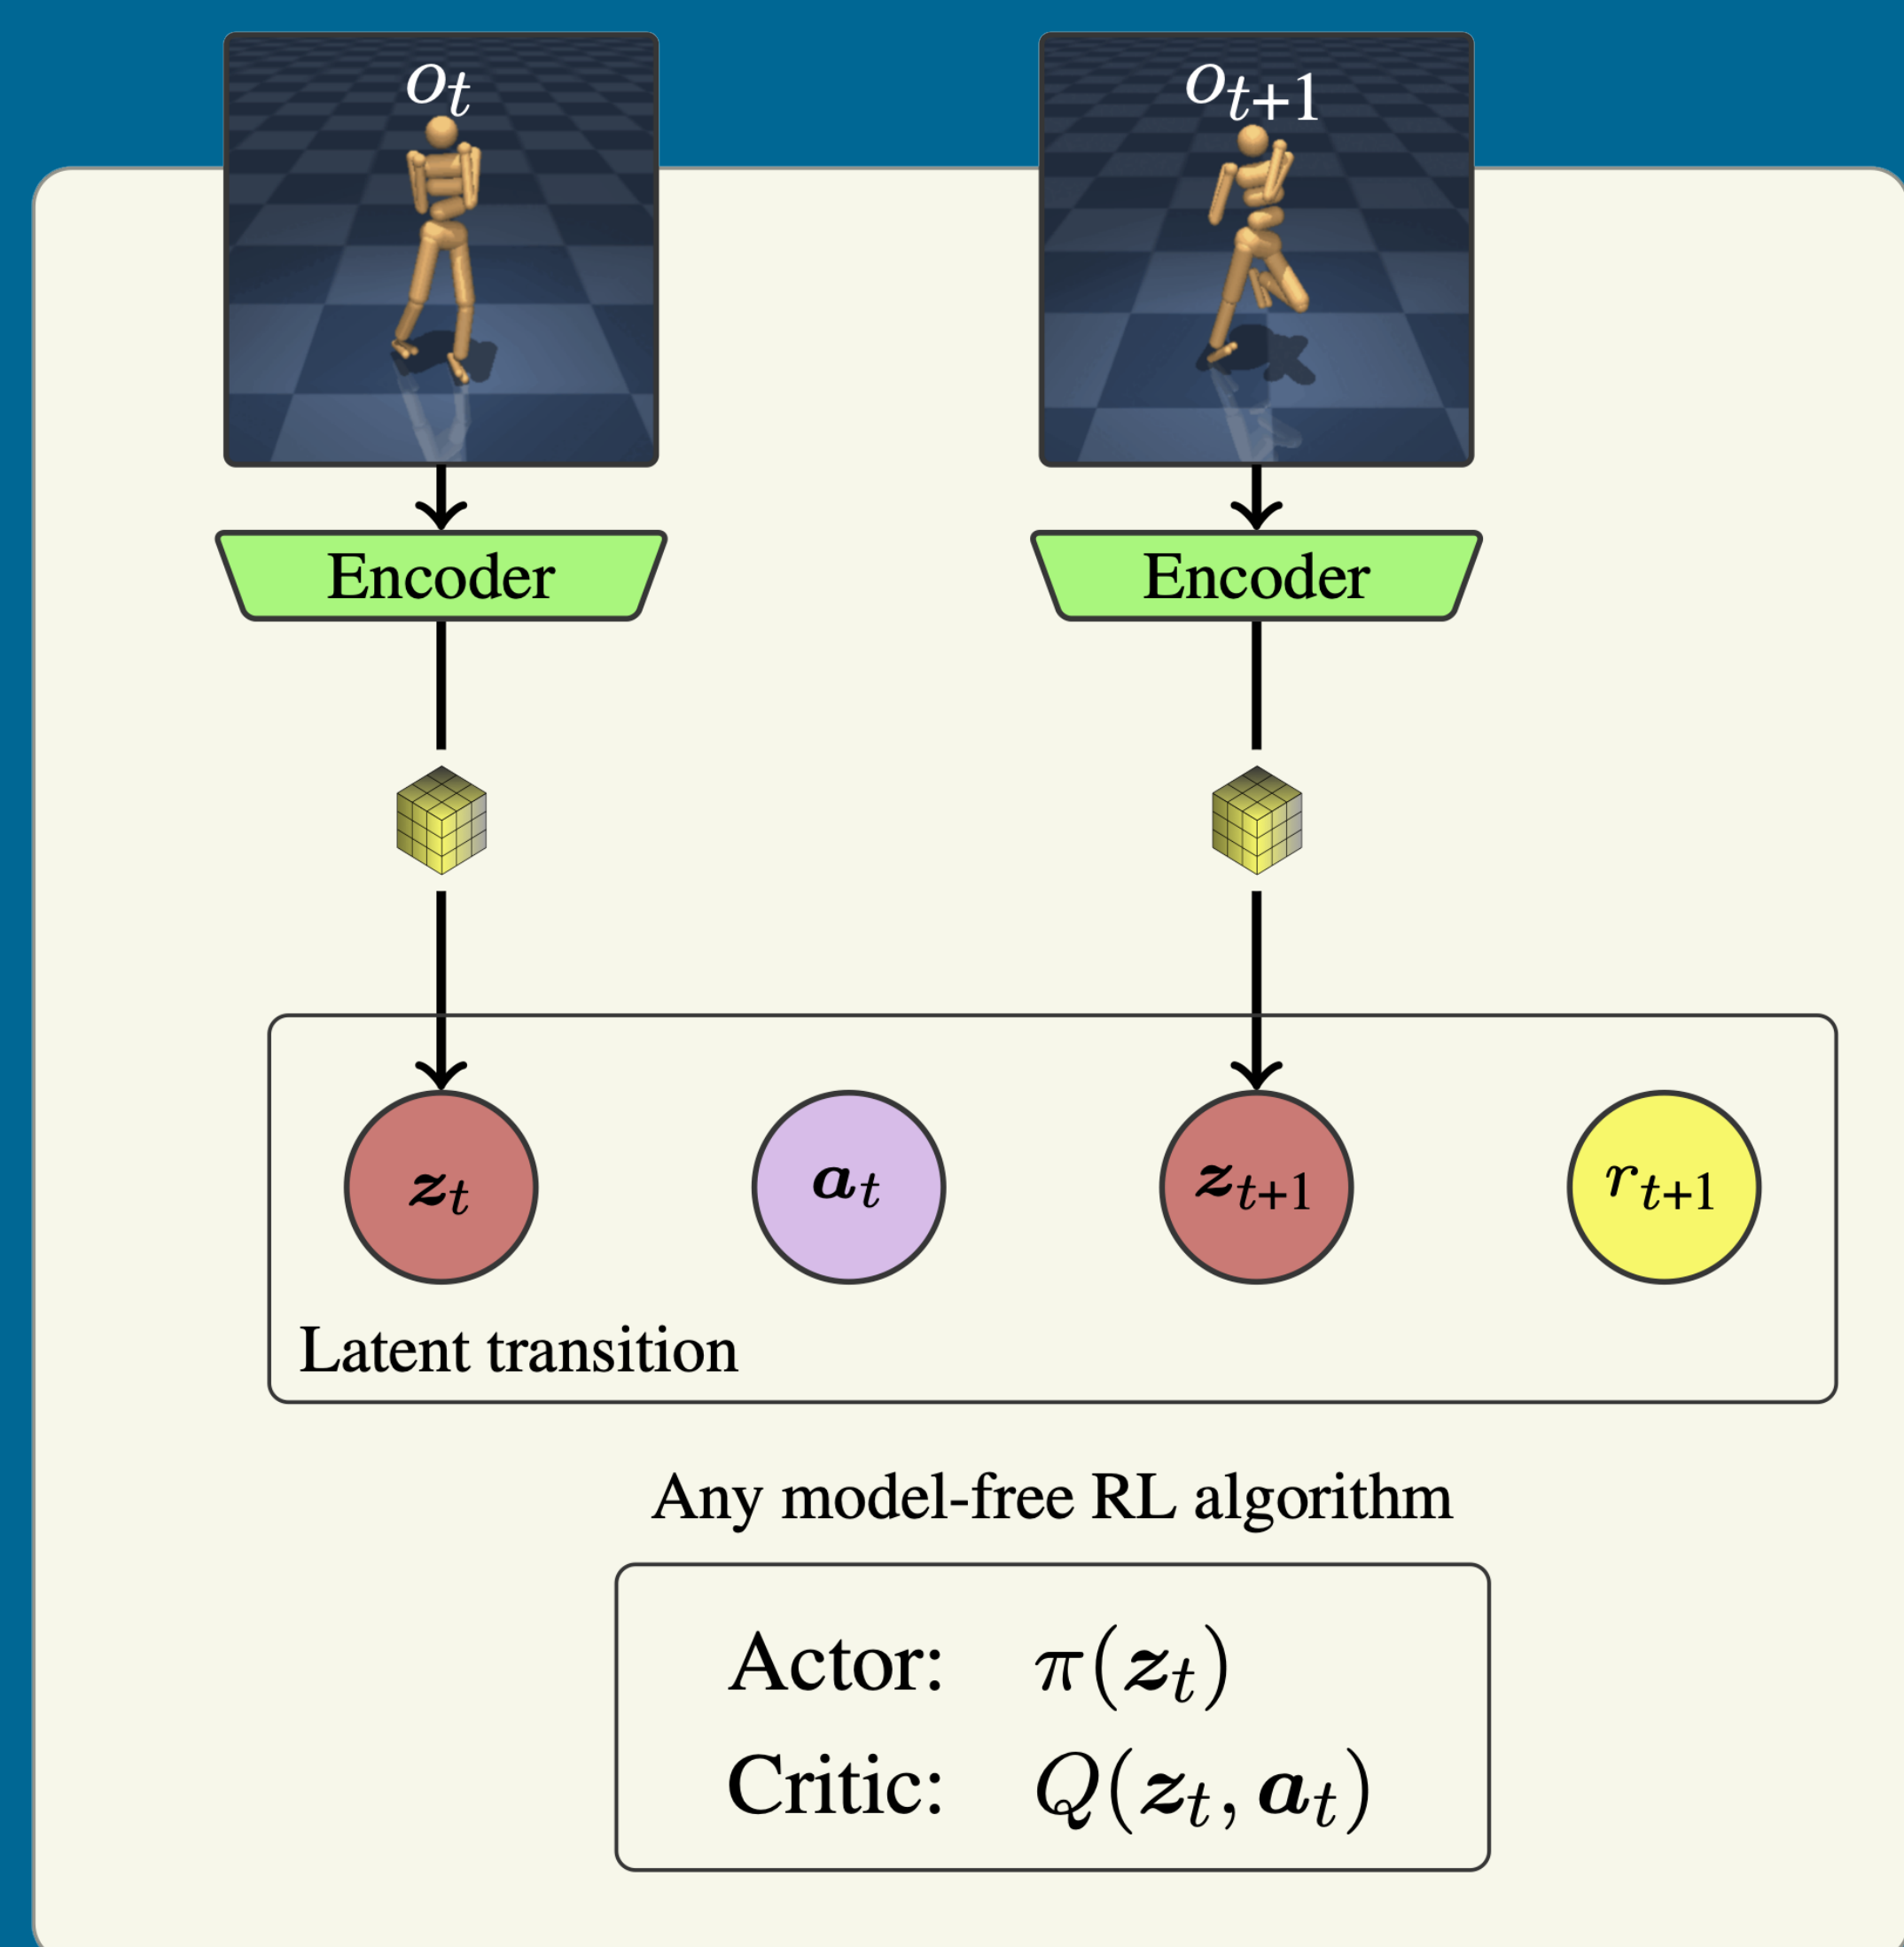 o_t o_{t+1}
Encoder Encoder
z_t a_t z_{t+1} r_{t+1}
Latent transition
Any model-free RL algorithm
Actor: π(z_t)
Critic: Q(z_t, a_t)